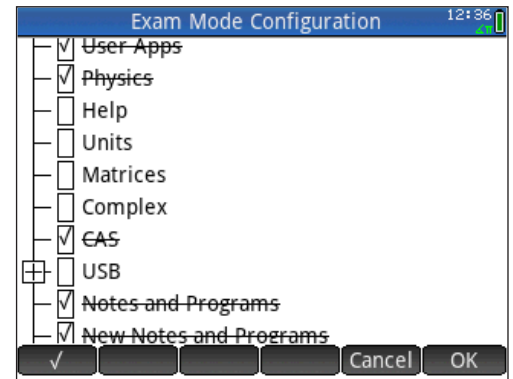 Exam Mode Configuration 12:36
∡π
√ User Apps
√ Physics
Help
Units
Matrices
Complex
√ CAS
USB
√ Notes and Programs
√ New Notes and Programs
√ Cancel OK